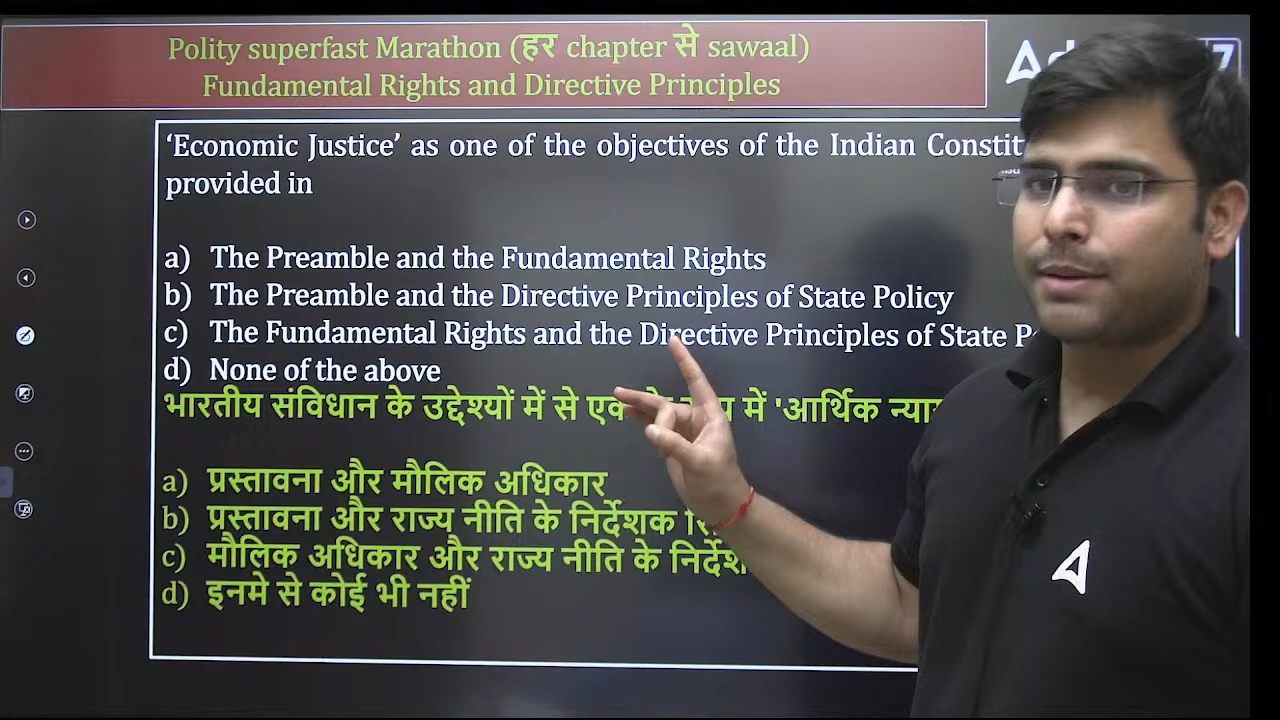 Polity superfast Marathon (हर chapter से sawaal)
Fundamental Rights and Directive Principles
7
'Economic Justice' as one of the objectives of the Indian
provided in
a) The Preamble and the Fundamental Rights
b) The Preamble and the Directive Principles of State Policy
c) The Fundamental Rights and the Directive Principles of State
d) None of the above
भारतीय संविधान के उद्देश्यों में से में 'आर्थिक
a) प्रस्तावना और मौलिक अधिकार
b) प्रस्तावना और राज्य नीति के निर्देशक
c) मौलिक अधिकार और राज्य नीति के
d) इनमे से कोई भी नहीं